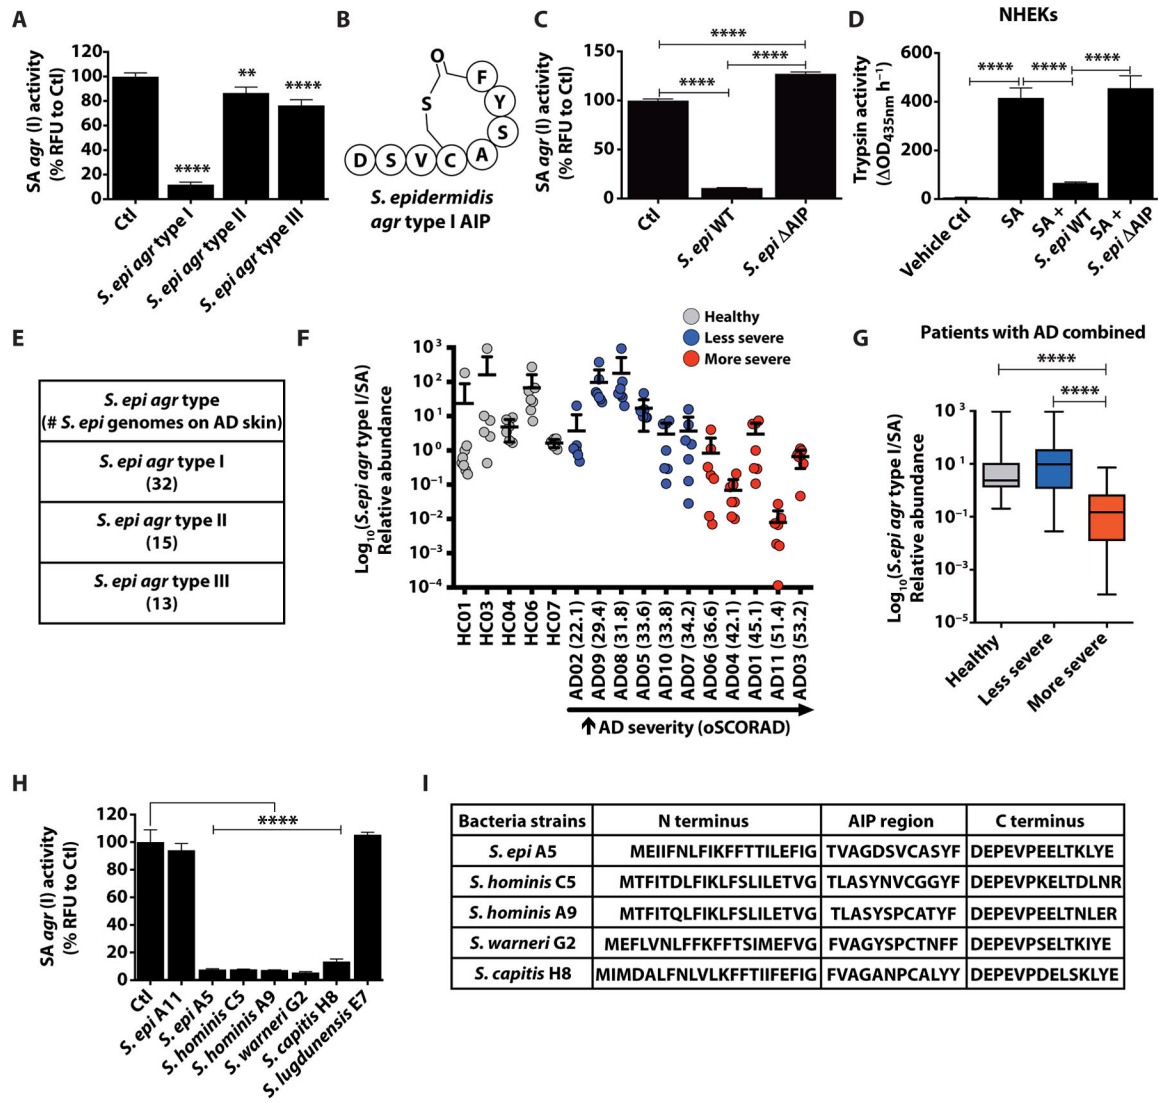 A
SA agr (I) activity
(% RFU to Ctl)
120
100
80
60
40
20
0
****
**
****
Ctl
S. epi agr type I
S. epi agr type II
S. epi agr type III
B
O
S
F
Y
S
A
C
V
S
D
S. epidermidis
agr type I AIP
C
SA agr (I) activity
(% RFU to Ctl)
150
100
50
0
****
****
****
Ctl
S. epi WT
S. epi ΔAIP
D
NHEKs
Trypsin activity
(ΔOD435nm h−1)
600
400
200
0
****
****
****
Vehicle Ctl
SA
SA +
S. epi WT
SA +
S. epi ΔAIP
E
S. epi agr type
(# S. epi genomes on AD skin)
S. epi agr type I
(32)
S. epi agr type II
(15)
S. epi agr type III
(13)
F
Healthy
Less severe
More severe
Log10(S.epi agr type I/SA)
Relative abundance
10³
10²
10¹
10⁰
10⁻¹
10⁻²
10⁻³
10⁻⁴
HC01
HC03
HC04
HC06
HC07
AD02 (22.1)
AD09 (29.4)
AD08 (31.8)
AD05 (33.6)
AD10 (33.8)
AD07 (34.2)
AD06 (36.6)
AD04 (42.1)
AD01 (45.1)
AD11 (51.4)
AD03 (53.2)
↑ AD severity (oSCORAD)
G
Patients with AD combined
****
****
Log10(S.epi agr type I/SA)
Relative abundance
10³
10¹
10⁻¹
10⁻³
10⁻⁵
Healthy
Less severe
More severe
H
SA agr (I) activity
(% RFU to Ctl)
120
100
80
60
40
20
0
****
Ctl
S. epi A11
S. epi A5
S. hominis C5
S. hominis A9
S. warneri G2
S. capitis H8
S. lugdunensis E7
I
Bacteria strains N terminus AIP region C terminus
S. epi A5 MEIIFNLFIKFFTTILEFIG TVAGDSVCASYF DEPEVPEELTKLYE
S. hominis C5 MTFITDLFIKLFSLILETVG TLASYNVCGGYF DEPEVPKELTDLNR
S. hominis A9 MTFITQLFIKLFSLILETVG TLASYSPCATYF DEPEVPEELTNLER
S. warneri G2 MEFLVNLFFKFFTSIMEFVG FVAGYSPCTNFF DEPEVPSELTKIYE
S. capitis H8 MIMDALFNLVLKFFTIIFEFIG FVAGANPCALYY DEPEVPDELSKLYE